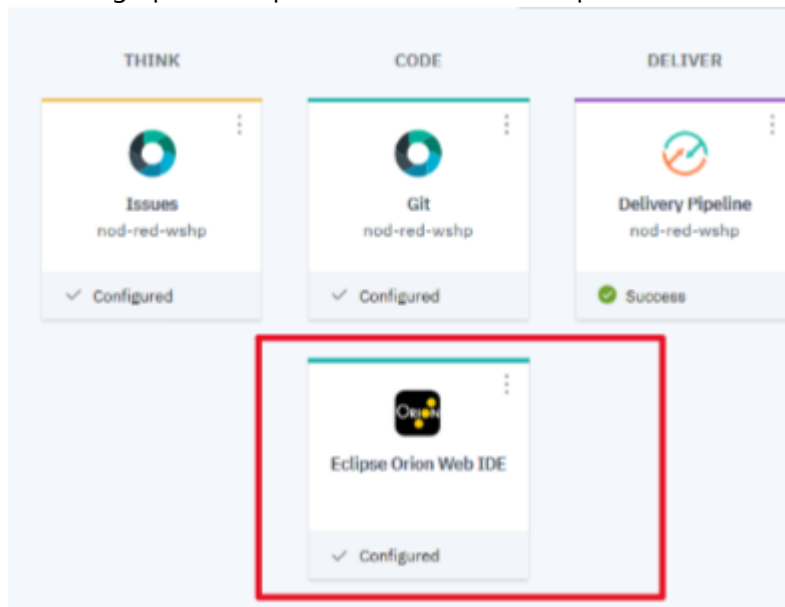 THINK
CODE
DELIVER
Issues
nod-red-wshp
Configured
Git
nod-red-wshp
Configured
Delivery Pipeline
nod-red-wshp
Success
ORION
Eclipse Orion Web IDE
Configured